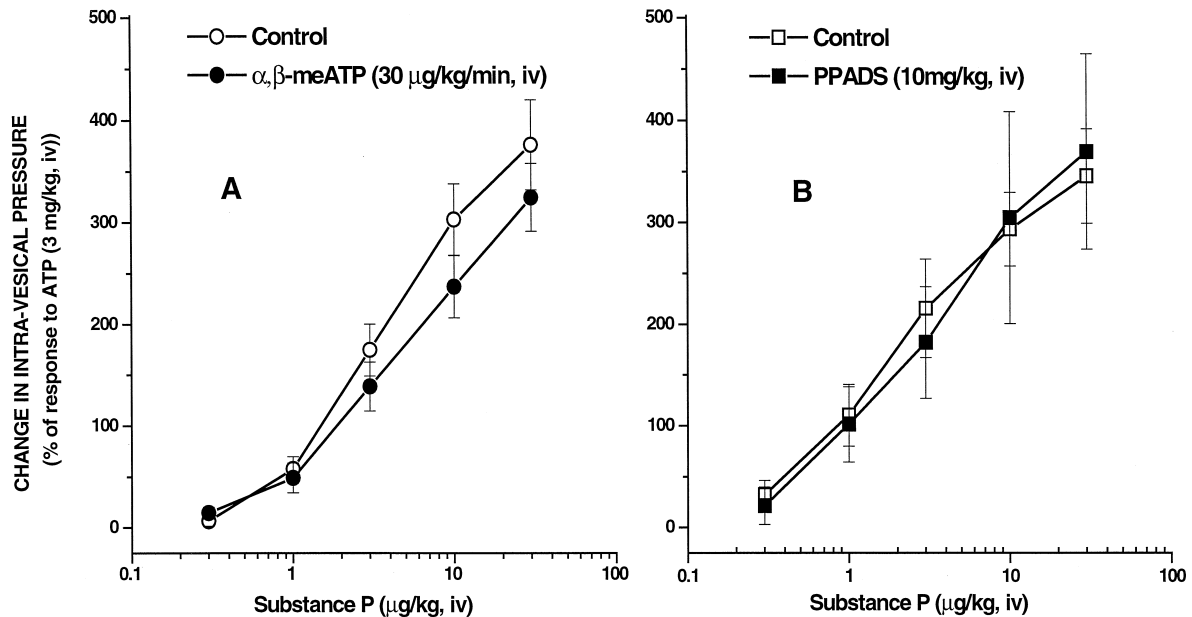 CHANGE IN INTRA-VESICAL PRESSURE
(% of response to ATP (3 mg/kg, iv))
500
400
300
200
100
0
Control
α,β-meATP (30 μg/kg/min, iv)
A
0.1
1
10
100
Substance P (μg/kg, iv)
500
400
300
200
100
0
Control
PPADS (10mg/kg, iv)
B
0.1
1
10
100
Substance P (μg/kg, iv)